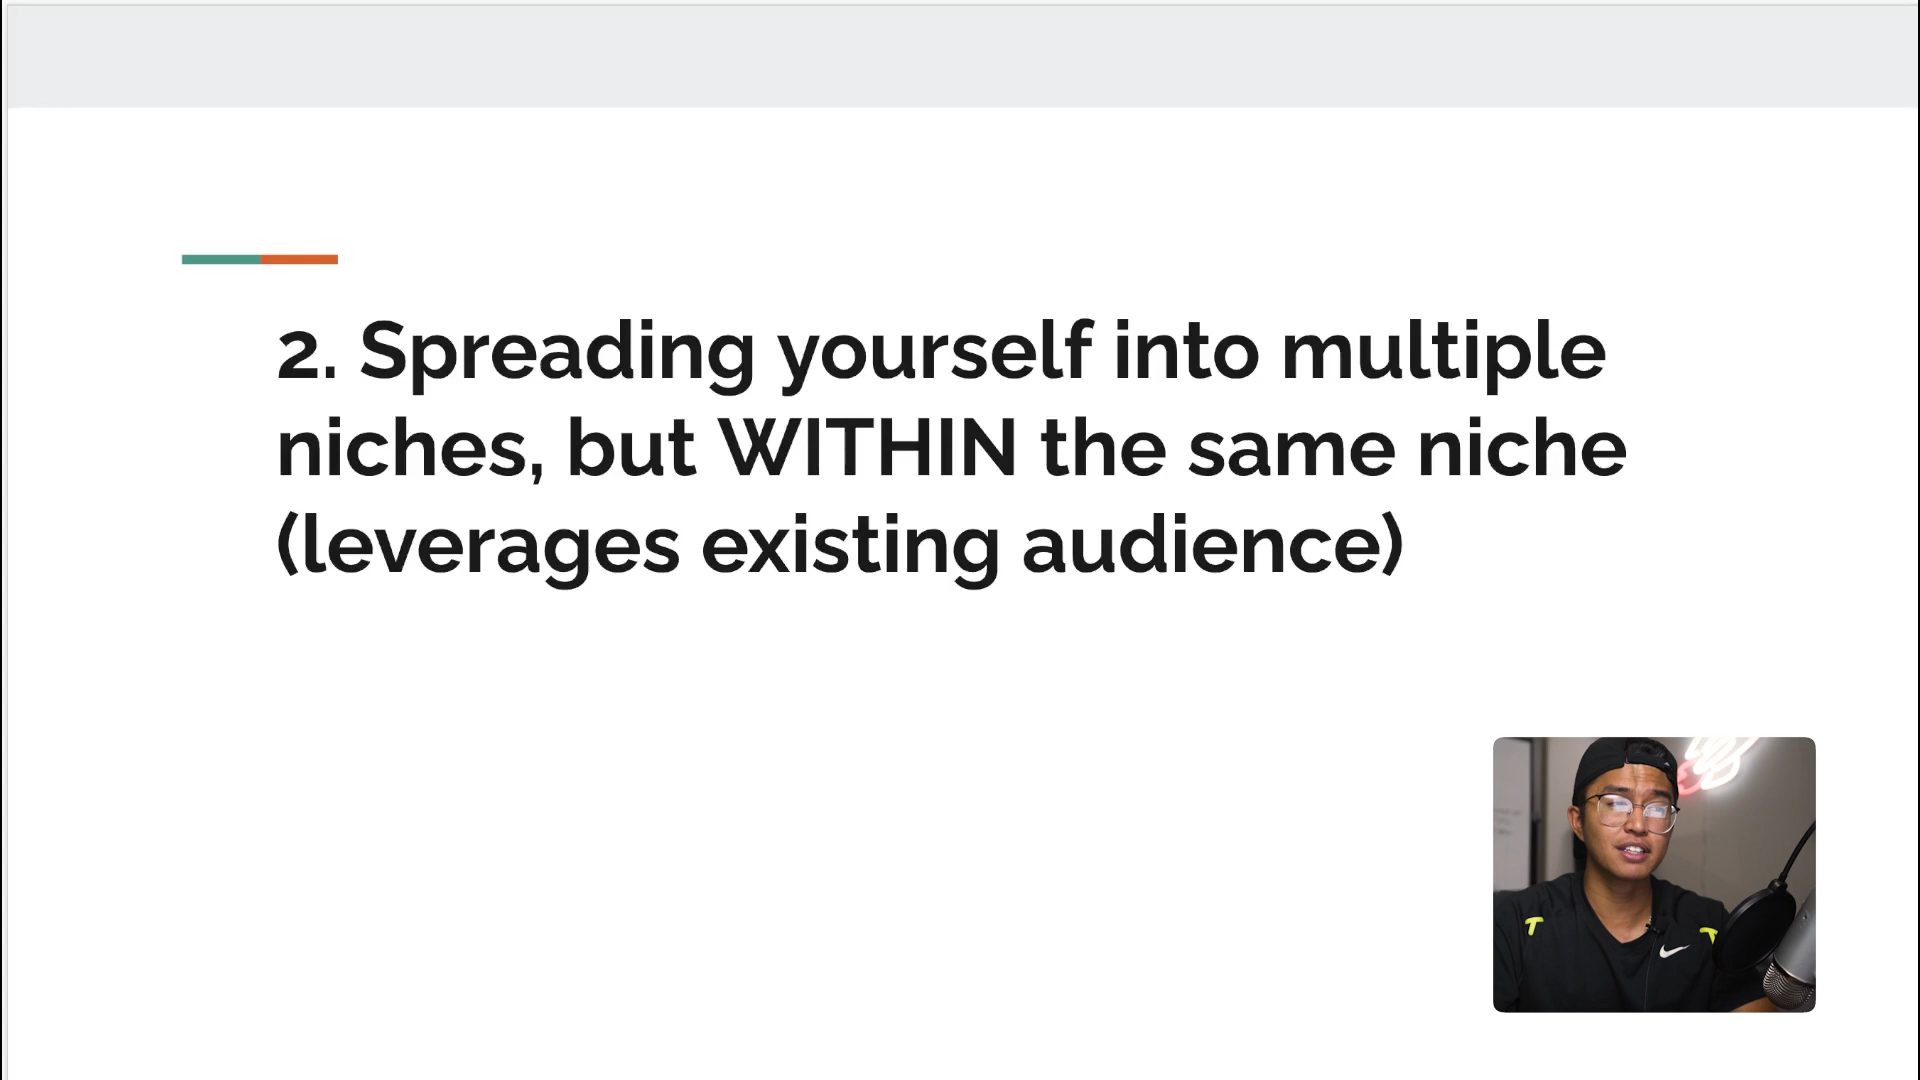 2. Spreading yourself into multiple
niches, but WITHIN the same niche
(leverages existing audience)